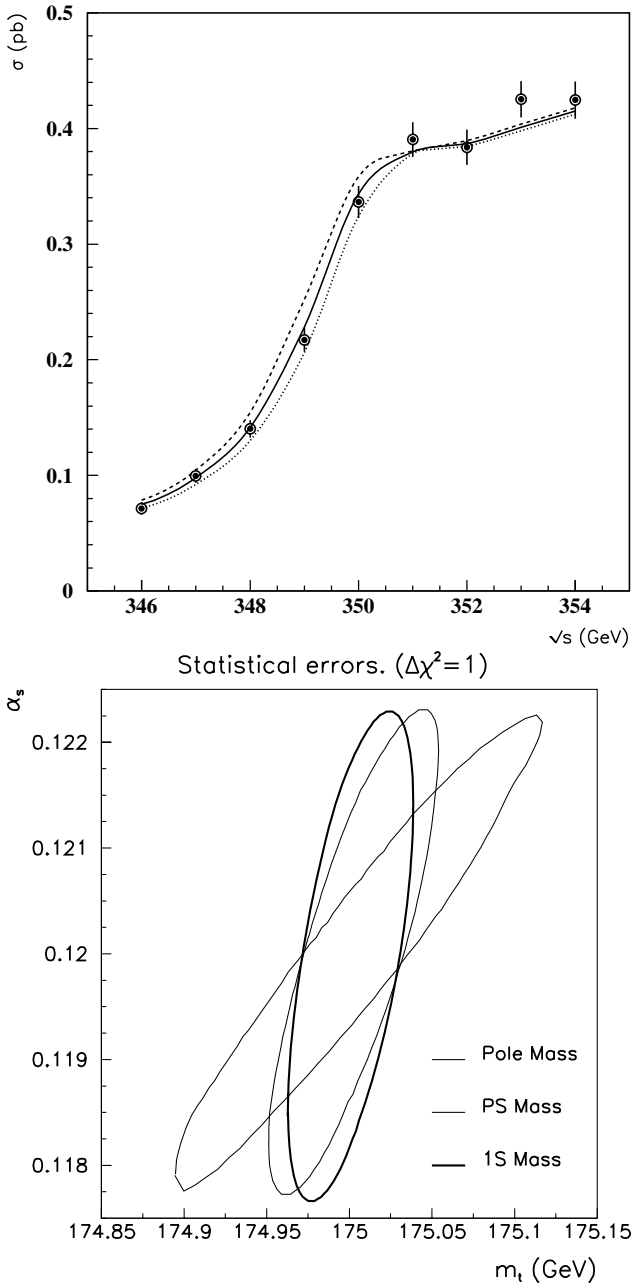 σ (pb)
0.5
0.4
0.3
0.2
0.1
0
346 348 350 352 354
√s (GeV)
Statistical errors. (Δχ²=1)
αs
0.122
0.121
0.12
0.119
0.118
Pole Mass
PS Mass
1S Mass
174.85 174.9 174.95 175 175.05 175.1 175.15
mt (GeV)